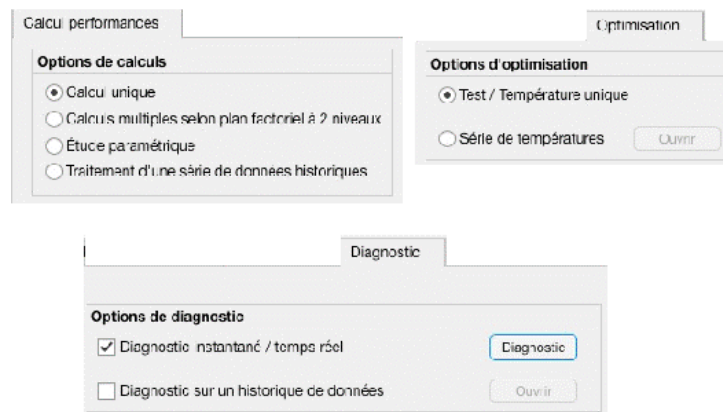 Calcul performances
Options de calculs
Calcul unique
Calculs multiples selon plan factoriel à 2 niveaux
Étude paramétrique
Traitement d'une série de données historiques
Optimisation
Options d'optimisation
Test / Température unique
Série de températures
Ouvrir
Diagnostic
Options de diagnostic
Diagnostic instantané / temps réel
Diagnostic
Diagnostic sur un historique de données
Ouvrir